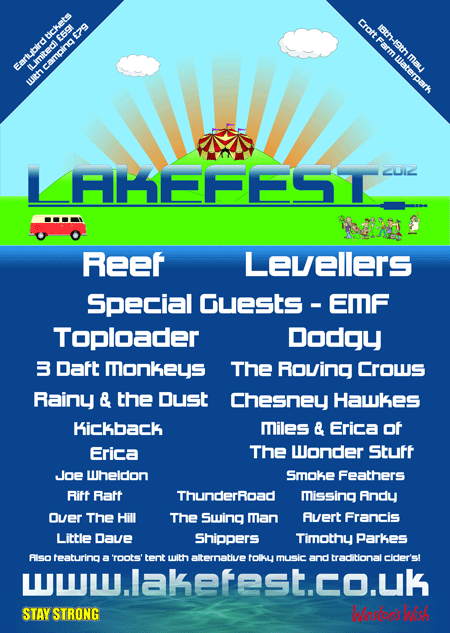 Earlybird tickets
(Limited) £69!
With camping £79
18th-19th May
Croft Farm Waterpark
LAKEFEST 2012
Reef Levellers
Special Guests - EMF
Toploader Dodgy
3 Daft Monkeys The Roving Crows
Rainy & the Dust Chesney Hawkes
Kickback Miles & Erica of
Erica The Wonder Stuff
Joe Wheldon Smoke Feathers
Riff Raff ThunderRoad Missing Andy
Over The Hill The Swing Man Avert Francis
Little Dave Shippers Timothy Parkes
Also featuring a 'roots' tent with alternative folky music and traditional cider's!
www.lakefest.co.uk
STAY STRONG